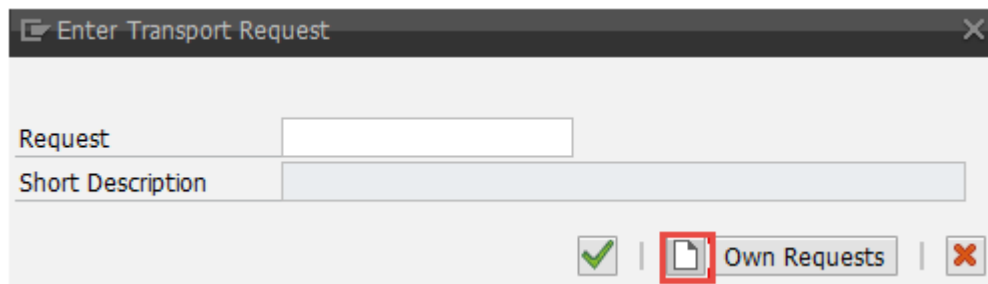 Enter Transport Request
Request
Short Description
Own Requests